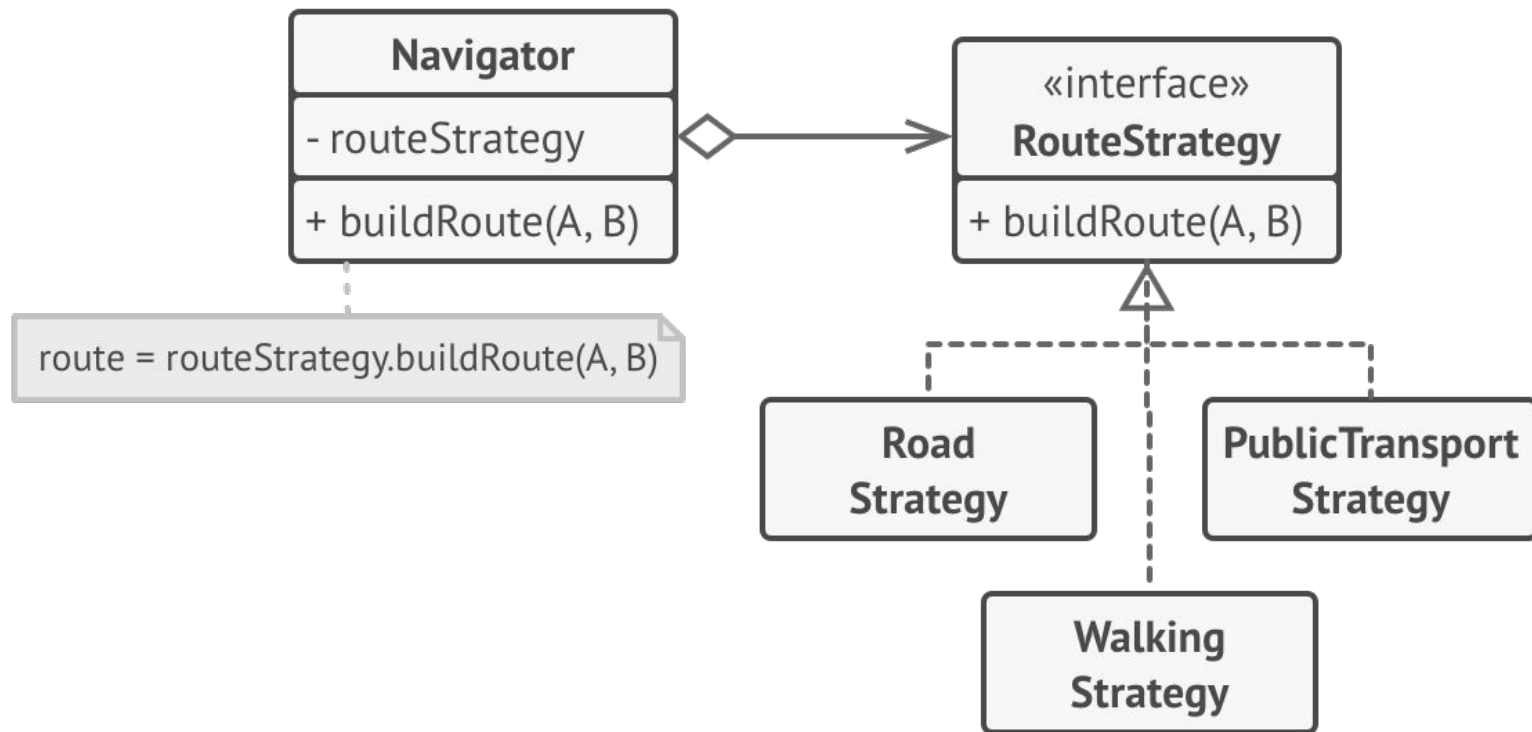 Navigator
- routeStrategy
+ buildRoute(A, B)
route = routeStrategy.buildRoute(A, B)
«interface»
RouteStrategy
+ buildRoute(A, B)
Road
Strategy
PublicTransport
Strategy
Walking
Strategy